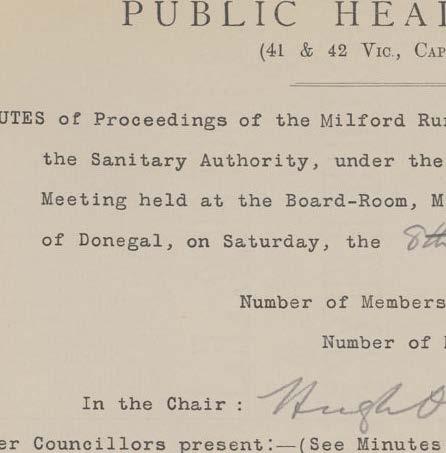 PUBLIC HEAL
(41 & 42 VIC., CAP
UTES of Proceedings of the Milford Ru
the Sanitary Authority, under the
Meeting held at the Board-Room, M
of Donegal, on Saturday, the 8th
Number of Members
Number of
In the Chair: Hugh
er Councillors present:—(See Minutes